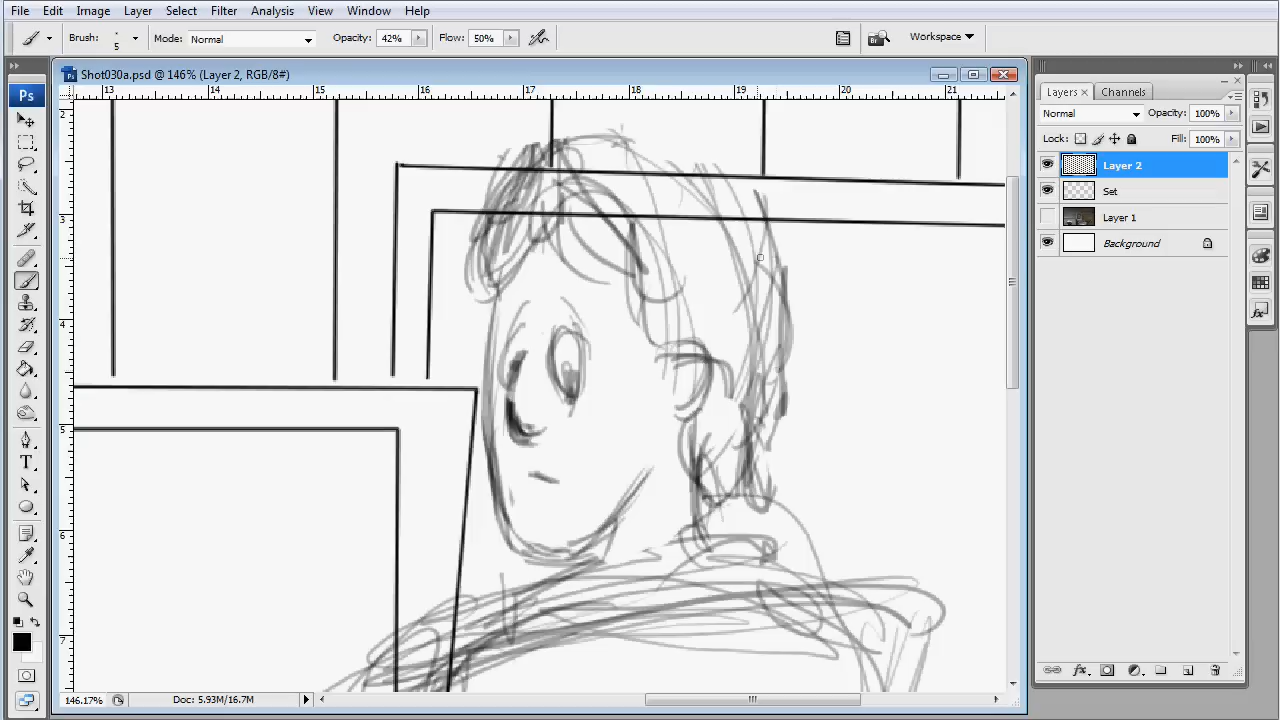 File Edit Image Layer Select Filter Analysis View Window Help
Brush: 5 Mode: Normal Opacity: 42% Flow: 50% Br Workspace
Ps
Shot030a.psd @ 146% (Layer 2, RGB/8#)
13 14 15 16 17 18 19 20 21
2
3
4
5
6
7
T
146.17% Doc: 5.93M/16.7M
Layers Channels
Normal Opacity: 100%
Lock: Fill: 100%
Layer 2
Set
Layer 1
Background
fx